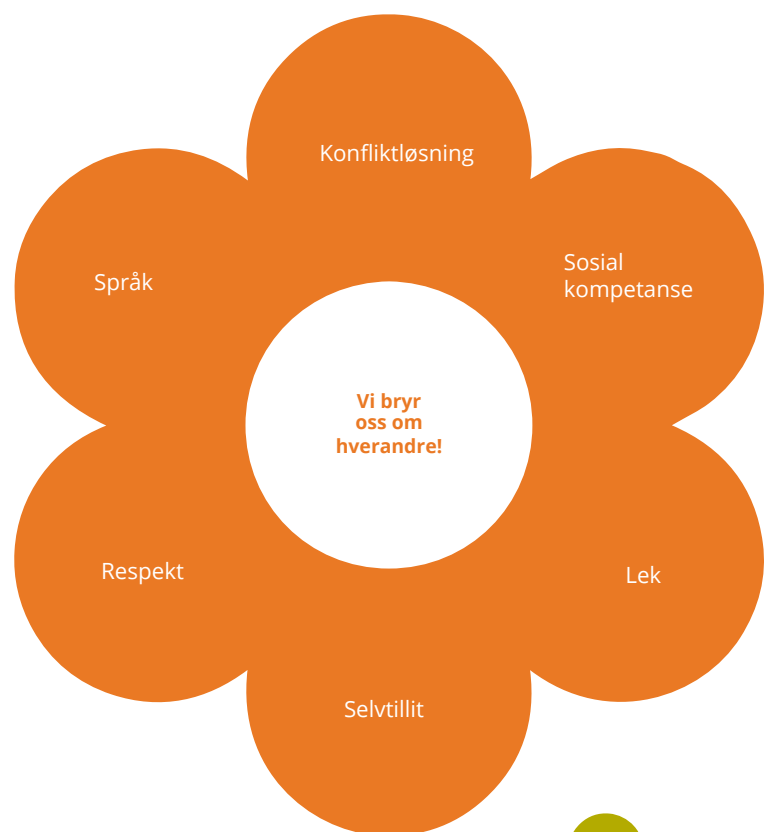 Konfliktløsning
Sosial
kompetanse
Språk
Vi bryr
oss om
hverandre!
Respekt
Lek
Selvtillit